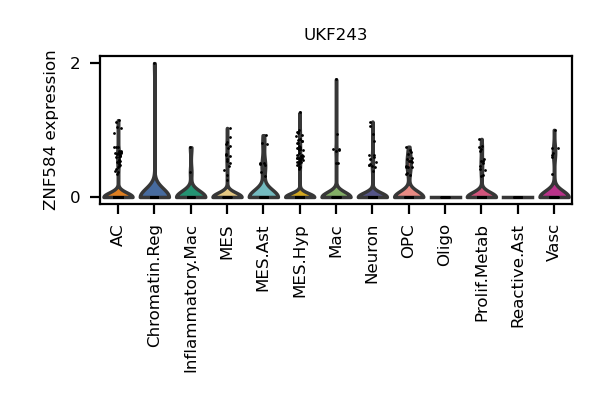 UKF243
ZNF584 expression
2
0
AC
Chromatin.Reg
Inflammatory.Mac
MES
MES.Ast
MES.Hyp
Mac
Neuron
OPC
Oligo
Prolif.Metab
Reactive.Ast
Vasc